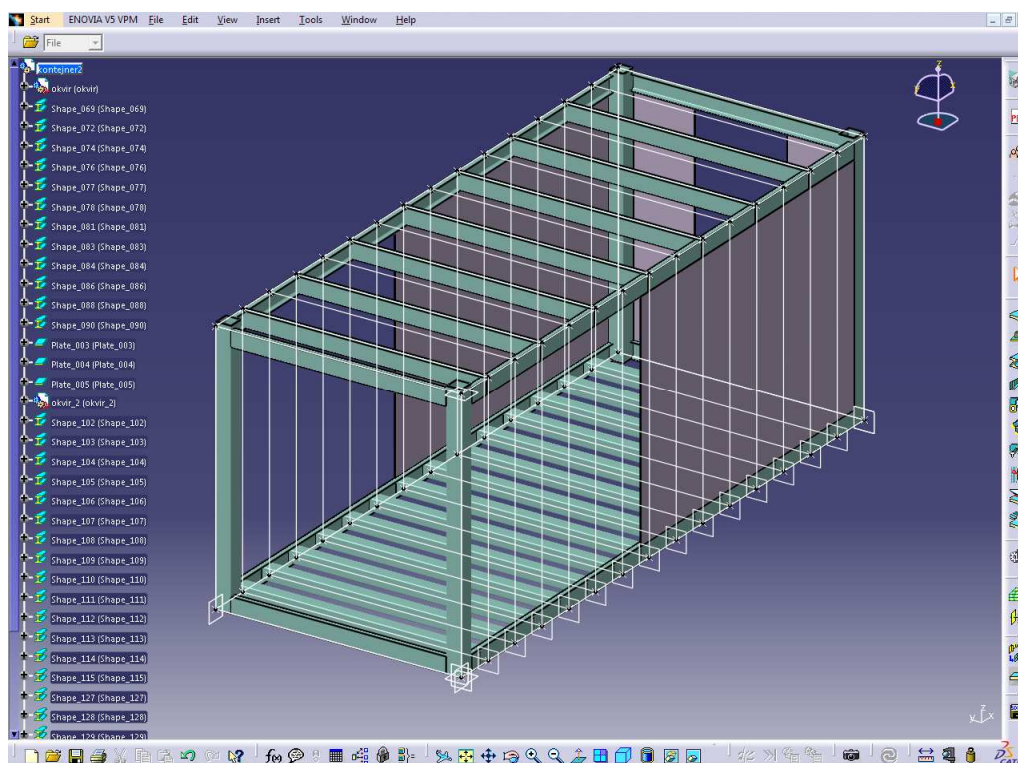 Start ENOVIA V5 VPM File Edit View Insert Tools Window Help
File
kontejner2
okvir (okvir)
Shape_069 (Shape_069)
Shape_072 (Shape_072)
Shape_074 (Shape_074)
Shape_076 (Shape_076)
Shape_077 (Shape_077)
Shape_078 (Shape_078)
Shape_081 (Shape_081)
Shape_083 (Shape_083)
Shape_084 (Shape_084)
Shape_086 (Shape_086)
Shape_088 (Shape_088)
Shape_090 (Shape_090)
Plate_003 (Plate_003)
Plate_004 (Plate_004)
Plate_005 (Plate_005)
okvir_2 (okvir_2)
Shape_102 (Shape_102)
Shape_103 (Shape_103)
Shape_104 (Shape_104)
Shape_105 (Shape_105)
Shape_106 (Shape_106)
Shape_107 (Shape_107)
Shape_108 (Shape_108)
Shape_109 (Shape_109)
Shape_110 (Shape_110)
Shape_111 (Shape_111)
Shape_112 (Shape_112)
Shape_113 (Shape_113)
Shape_114 (Shape_114)
Shape_115 (Shape_115)
Shape_127 (Shape_127)
Shape_128 (Shape_128)
Shape_129 (Shape_129)
z
y x
f(x)